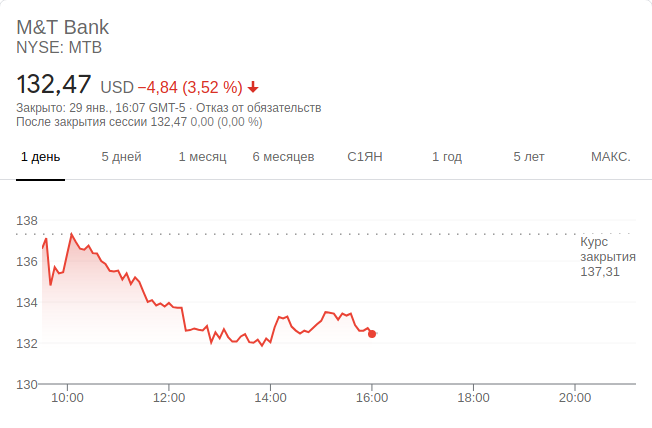 M&T Bank
NYSE: MTB
132,47 USD −4,84 (3,52 %)
Закрыто: 29 янв., 16:07 GMT-5 · Отказ от обязательств
После закрытия сессии 132,47 0,00 (0,00 %)
1 день 5 дней 1 месяц 6 месяцев С1ЯН 1 год 5 лет МАКС.
138
Курс
закрытия
137,31
136
134
132
130
10:00 12:00 14:00 16:00 18:00 20:00